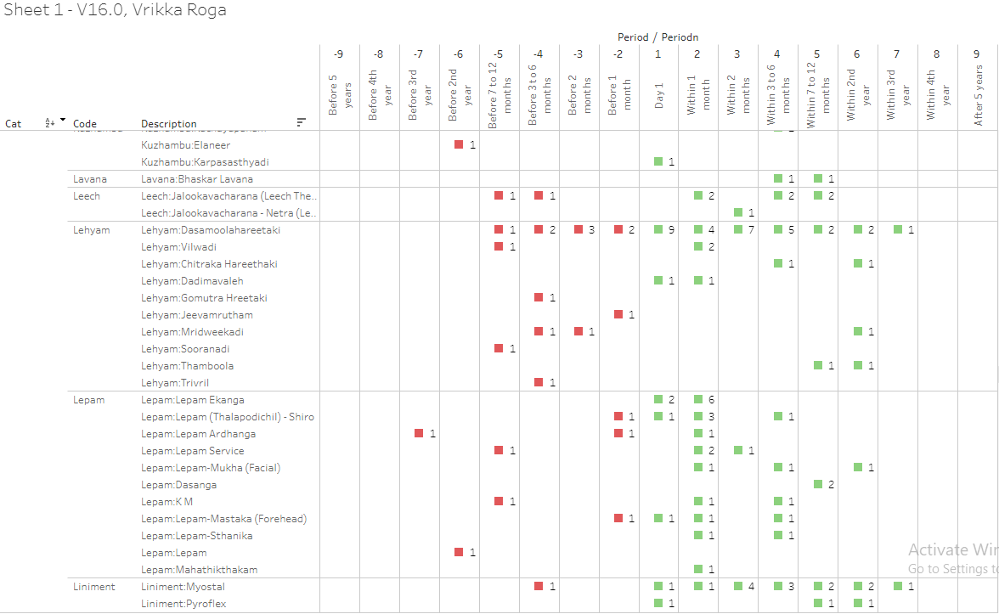 Sheet 1 - V16.0, Vrikka Roga
Period / Periodn
-9 -8 -7 -6 -5 -4 -3 -2 1 2 3 4 5 6 7 8 9
Before 5 years
Before 4th year
Before 3rd year
Before 2nd year
Before 7 to 12 months
Before 3 to 6 months
Before 2 months
Before 1 month
Day 1
Within 1 month
Within 2 months
Within 3 to 6 months
Within 7 to 12 months
Within 2nd year
Within 3rd year
Within 4th year
After 5 years
Cat Code Description
Kuzhambu:Elaneer 1
Kuzhambu:Karpasasthyadi 1
Lavana Lavana:Bhaskar Lavana 1 1
Leech Leech:Jalookavacharana (Leech The.. 1 1 2 2 2
Leech:Jalookavacharana - Netra (Le.. 1
Lehyam Lehyam:Dasamoolahareetaki 1 2 3 2 9 4 7 5 2 2 1
Lehyam:Vilwadi 1 2
Lehyam:Chitraka Hareethaki 1 1
Lehyam:Dadimavaleh 1 1
Lehyam:Gomutra Hreetaki 1
Lehyam:Jeevamrutham 1
Lehyam:Mridweekadi 1 1 1
Lehyam:Sooranadi 1
Lehyam:Thamboola 1 1
Lehyam:Trivril 1
Lepam Lepam:Lepam Ekanga 2 6
Lepam:Lepam (Thalapodichil) - Shiro 1 1 3 1
Lepam:Lepam Ardhanga 1 1 1
Lepam:Lepam Service 1 2 1
Lepam:Lepam-Mukha (Facial) 1 1 1
Lepam:Dasanga 2
Lepam:K M 1 1 1
Lepam:Lepam-Mastaka (Forehead) 1 1 1 1
Lepam:Lepam-Sthanika 1 1
Lepam:Lepam 1
Lepam:Mahathikthakam 1
Liniment Liniment:Myostal 1 1 1 4 3 2 2 1
Liniment:Pyroflex 1 1 1
Activate Win
Go to Settings t